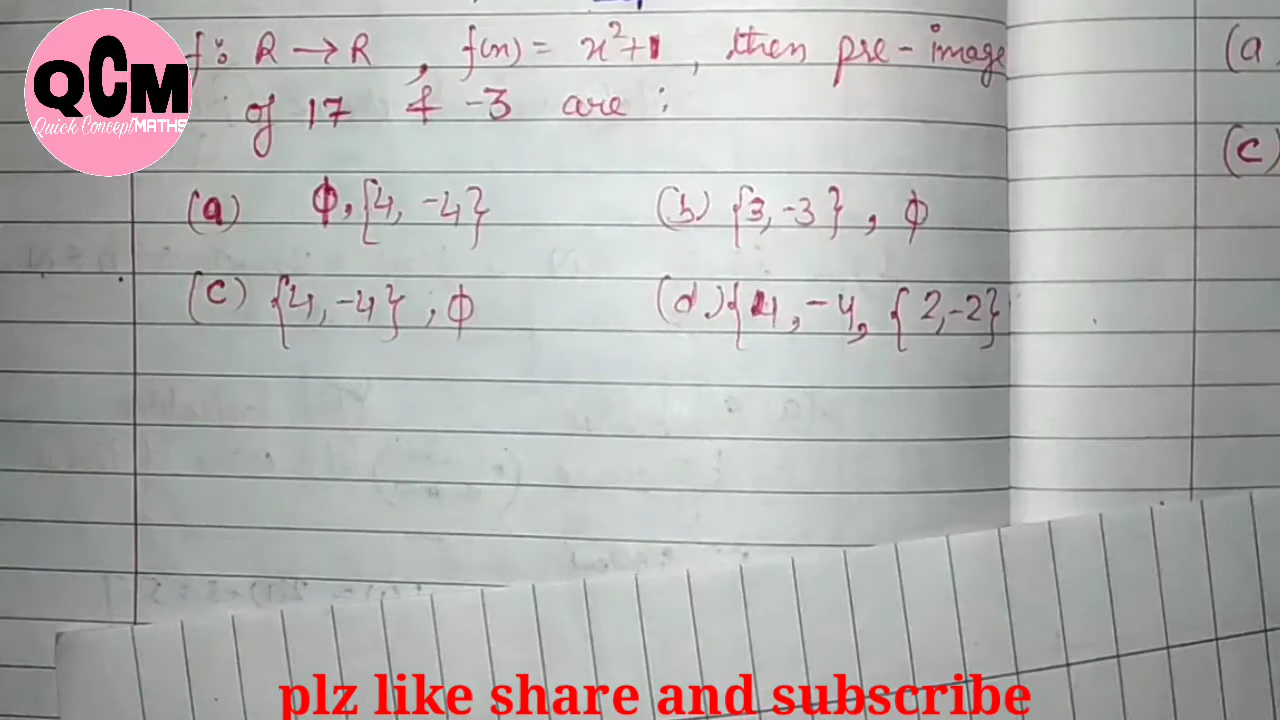 QCM
Quick Concept MATHS
f: R → R , f(x) = x²+1 , then pre-image
of 17 & -3 are :
(a) ϕ, {4, -4}
(b) {3, -3} , ϕ
(c) {4, -4} , ϕ
(d) {4, -4, {2, -2}
(a
(c)
plz like share and subscribe